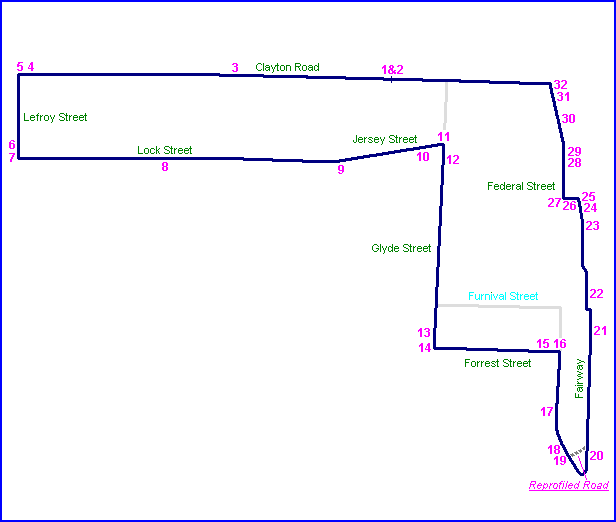 5 4
3
Clayton Road
1&2
32
31
Lefroy Street
30
6
7
Lock Street
8
Jersey Street
11
10
12
9
29
28
Federal Street
27
26
25
24
23
Glyde Street
Furnival Street
22
21
13
14
15 16
Forrest Street
Fairway
17
18
19
20
Reprofiled Road